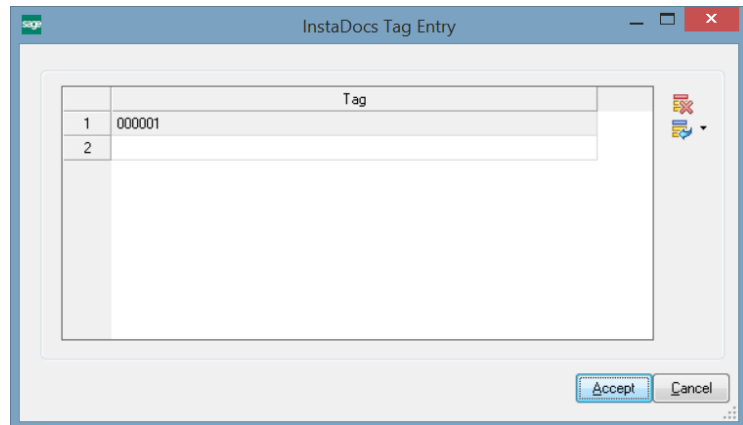 sage
InstaDocs Tag Entry
Tag
1 000001
2
Accept Cancel